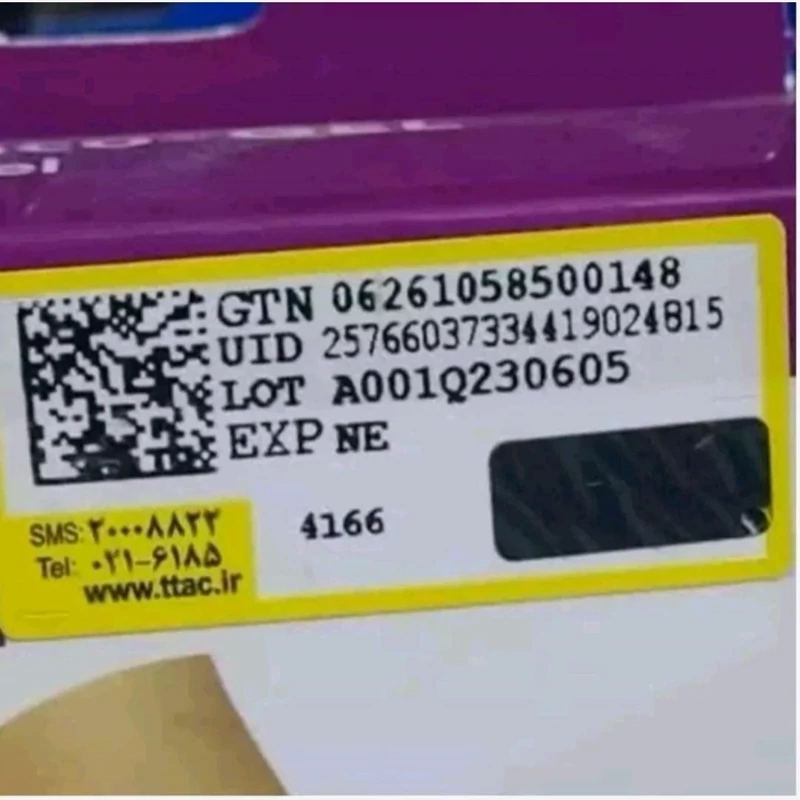 GTN 06261058500148
UID 25766037334419024815
LOT A001Q230605
EXP NE
4166
SMS: ۲۰۰۰۸۸۲۲
Tel: ۰۲۱-۶۱۸۵
www.ttac.ir